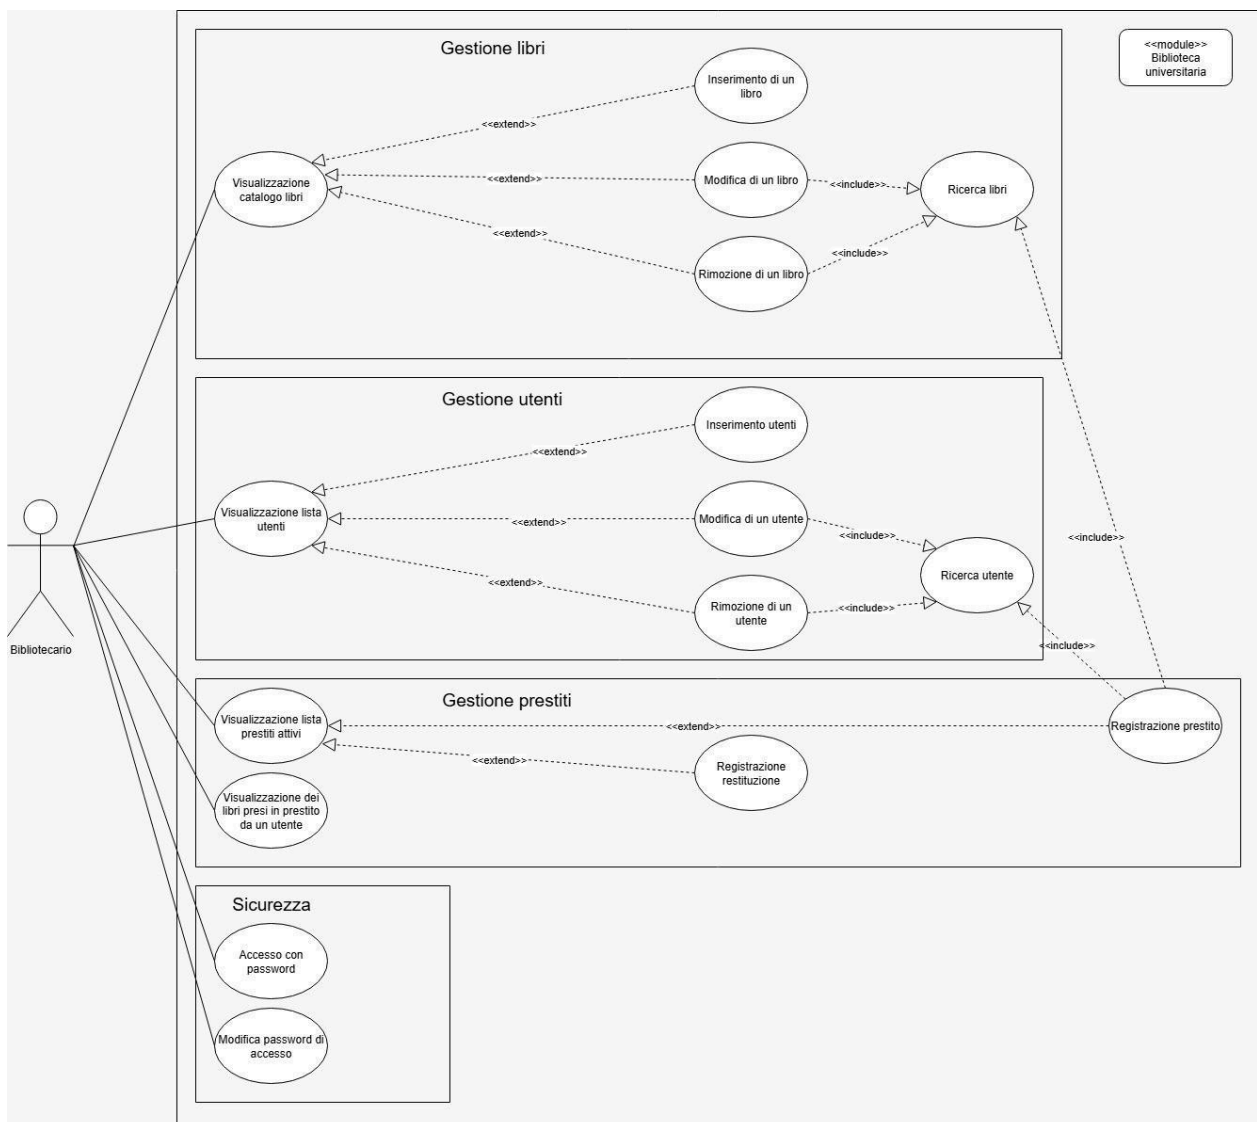 Gestione libri
<<module>>
Biblioteca
universitaria
Inserimento di un
libro
<<extend>>
Visualizzazione
catalogo libri
<<extend>>
Modifica di un libro
<<include>>
Ricerca libri
<<extend>>
Rimozione di un libro
<<include>>
Gestione utenti
Inserimento utenti
<<extend>>
Visualizzazione lista
utenti
<<extend>>
Modifica di un utente
<<include>>
<<include>>
Ricerca utente
<<extend>>
Rimozione di un
utente
<<include>>
Bibliotecario
<<include>>
Gestione prestiti
Visualizzazione lista
prestiti attivi
<<extend>>
Registrazione prestito
<<extend>>
Registrazione
restituzione
Visualizzazione dei
libri presi in prestito
da un utente
Sicurezza
Accesso con
password
Modifica password di
accesso